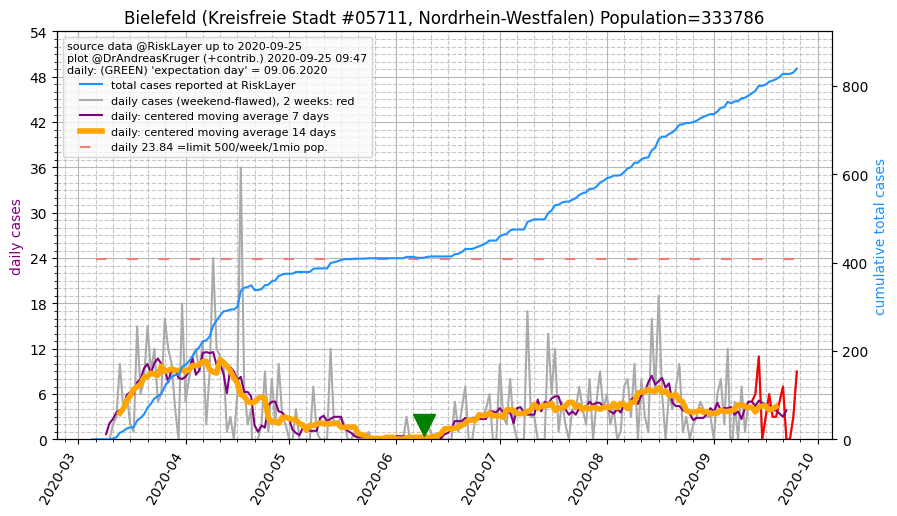 Bielefeld (Kreisfreie Stadt #05711, Nordrhein-Westfalen) Population=333786
source data @RiskLayer up to 2020-09-25
plot @DrAndreasKruger (+contrib.) 2020-09-25 09:47
daily: (GREEN) 'expectation day' = 09.06.2020
total cases reported at RiskLayer
daily cases (weekend-flawed), 2 weeks: red
daily: centered moving average 7 days
daily: centered moving average 14 days
daily 23.84 =limit 500/week/1mio pop.
daily cases
54
48
42
36
30
24
18
12
6
0
cumulative total cases
800
600
400
200
0
2020-03
2020-04
2020-05
2020-06
2020-07
2020-08
2020-09
2020-10